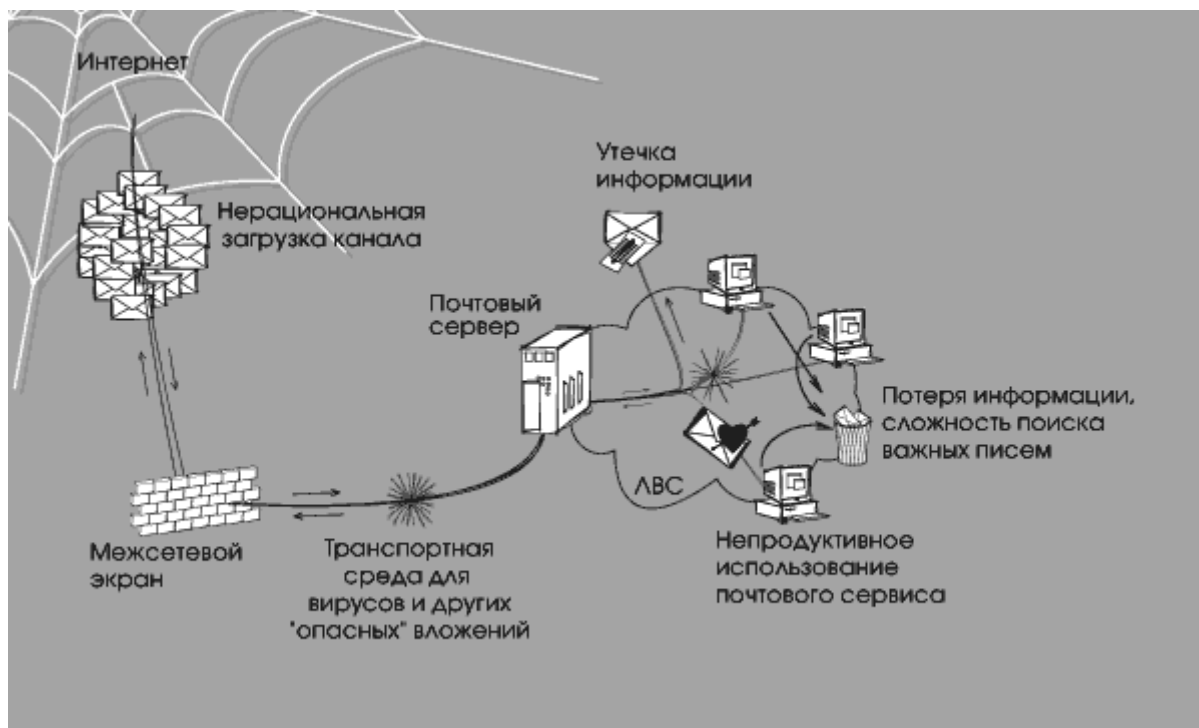 Интернет
Нерациональная
загрузка канала
Утечка
информации
Почтовый
сервер
Потеря информации,
сложность поиска
важных писем
ЛВС
Межсетевой
экран
Транспортная
среда для
вирусов и других
"опасных" вложений
Непродуктивное
использование
почтового сервиса